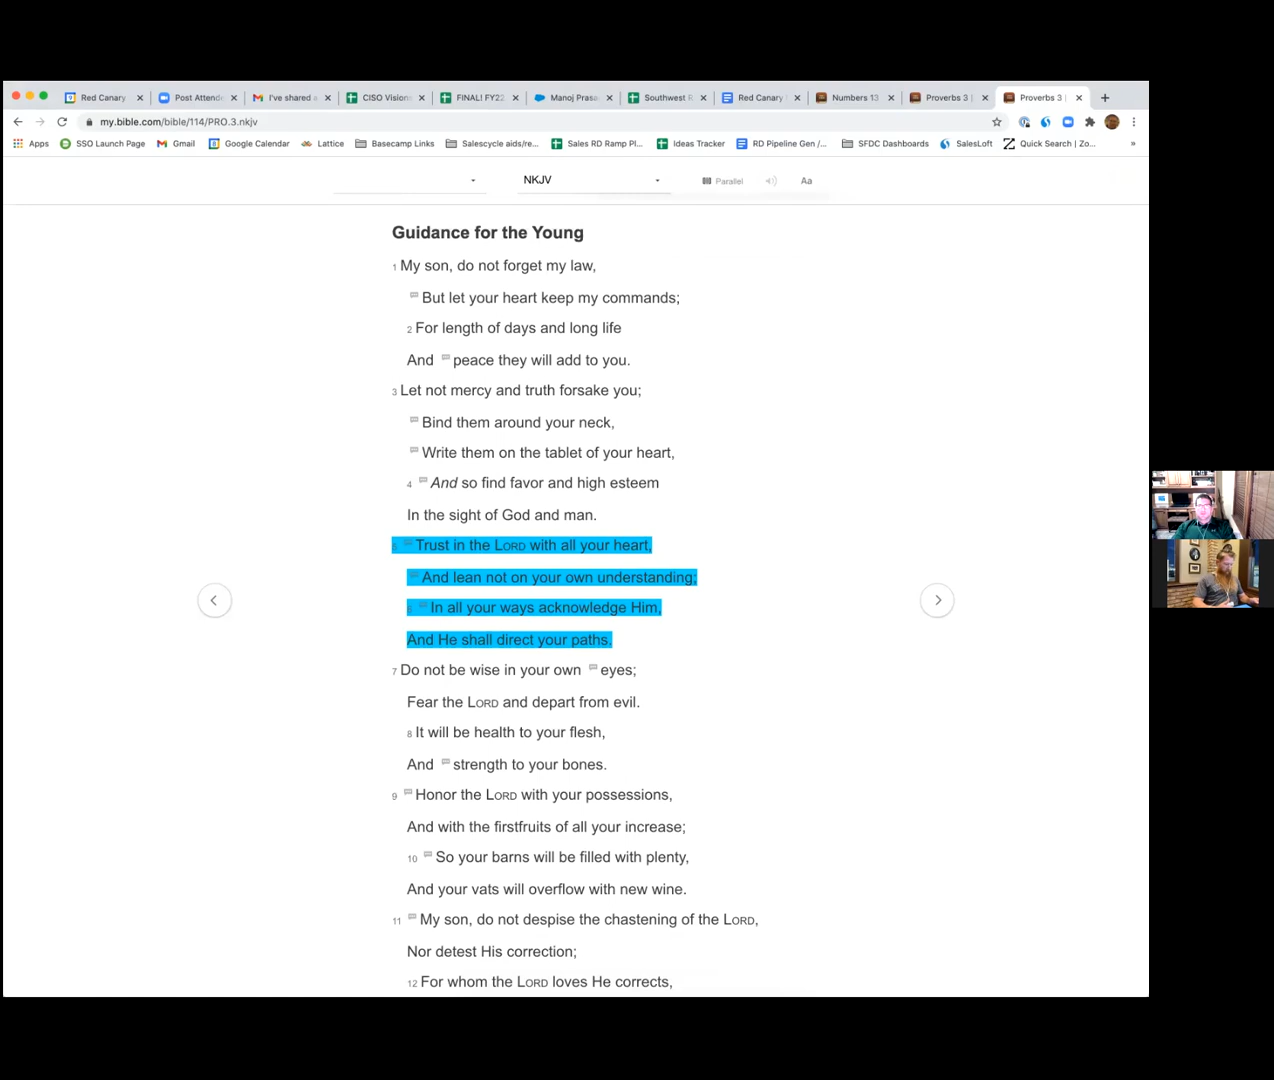 Red Canary
Post Attend
I've shared a
CISO Vision
FINAL! FY22
Manoj Prasa
Southwest R
Red Canary
Numbers 13
Proverbs 3 |
Proverbs 3 |
my.bible.com/bible/114/PRO.3.nkjv
Apps
SSO Launch Page
Gmail
Google Calendar
Lattice
Basecamp Links
Salescycle aids/re...
Sales RD Ramp Pl...
Ideas Tracker
RD Pipeline Gen /...
SFDC Dashboards
SalesLoft
Quick Search | Zo...
»
NKJV
Parallel
Aa
Guidance for the Young
1 My son, do not forget my law,
But let your heart keep my commands;
2 For length of days and long life
And peace they will add to you.
3 Let not mercy and truth forsake you;
Bind them around your neck,
Write them on the tablet of your heart,
4 And so find favor and high esteem
In the sight of God and man.
5 Trust in the LORD with all your heart,
And lean not on your own understanding;
6 In all your ways acknowledge Him,
And He shall direct your paths.
7 Do not be wise in your own eyes;
Fear the LORD and depart from evil.
8 It will be health to your flesh,
And strength to your bones.
9 Honor the LORD with your possessions,
And with the firstfruits of all your increase;
10 So your barns will be filled with plenty,
And your vats will overflow with new wine.
11 My son, do not despise the chastening of the LORD,
Nor detest His correction;
12 For whom the LORD loves He corrects,